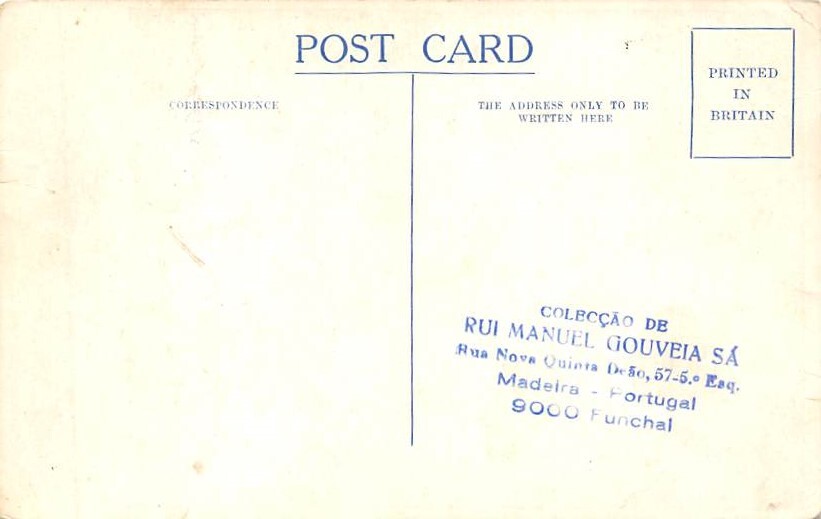 POST CARD
CORRESPONDENCE
THE ADDRESS ONLY TO BE
WRITTEN HERE
PRINTED
IN
BRITAIN
COLECÇÃO DE
RUI MANUEL GOUVEIA SÁ
Rua Nova Quinta Deão, 57-5.º Esq.
Madeira - Portugal
9000 Funchal